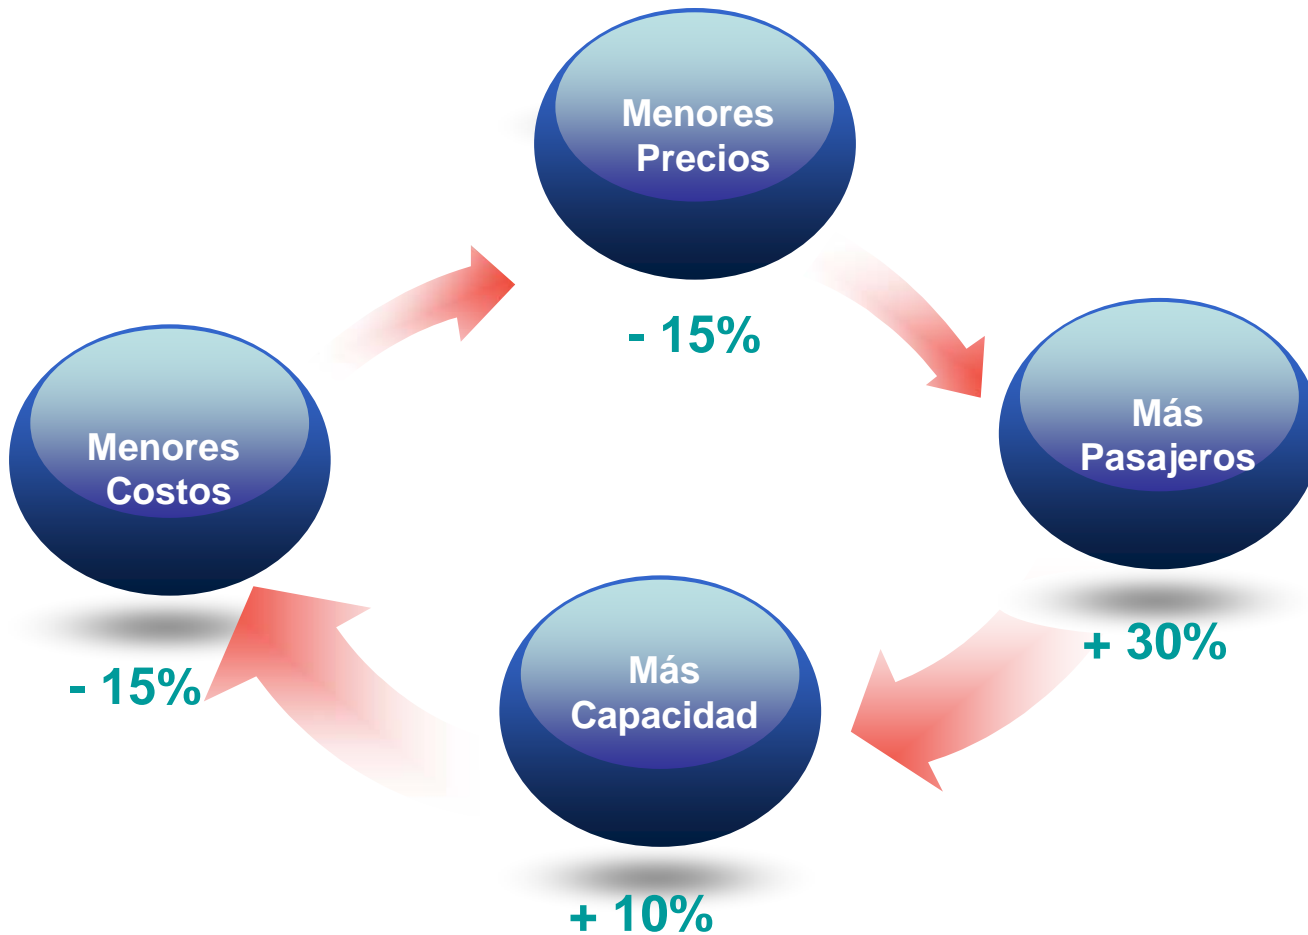 Menores
Precios
- 15%
Más
Pasajeros
+ 30%
Más
Capacidad
+ 10%
Menores
Costos
- 15%